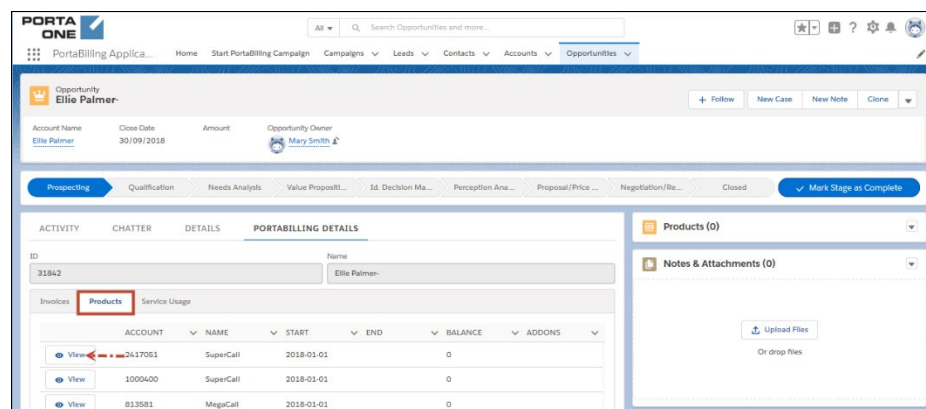 PORTA
ONE
All Search Opportunities and more...
PortaBilling Applica... Home Start PortaBilling Campaign Campaigns Leads Contacts Accounts Opportunities
Opportunity
Ellie Palmer-
+ Follow New Case New Note Clone
Account Name Close Date Amount Opportunity Owner
Ellie Palmer 30/09/2018 Mary Smith
Prospecting Qualification Needs Analysis Value Propositi... Id. Decision Ma... Perception Ana... Proposal/Price ... Negotiation/Re... Closed Mark Stage as Complete
ACTIVITY CHATTER DETAILS PORTABILLING DETAILS
Products (0)
ID Name
31842 Ellie Palmer-
Notes & Attachments (0)
Invoices Products Service Usage
ACCOUNT NAME START END BALANCE ADDONS
Upload Files
View 2417051 SuperCall 2018-01-01 0
Or drop files
View 1000400 SuperCall 2018-01-01 0
View 813581 MegaCall 2018-01-01 0